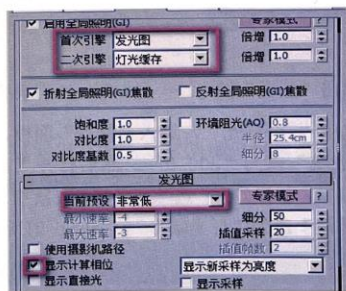 启用全局照明(GI) 专家模式 ?
首次引擎 发光图 倍增 1.0
二次引擎 灯光缓存 倍增 1.0
折射全局照明(GI)焦散 反射全局照明(GI)焦散
饱和度 1.0 环境阻光(AO) 0.8
对比度 1.0 半径 25.4cm
对比度基数 0.5 细分 8
- 发光图
当前预设 非常低 专家模式 ?
最小速率 -4 细分 50
最大速率 -3 插值采样 20
使用摄影机路径 插值帧数 2
显示计算相位 显示新采样为亮度
显示直接光 显示采样